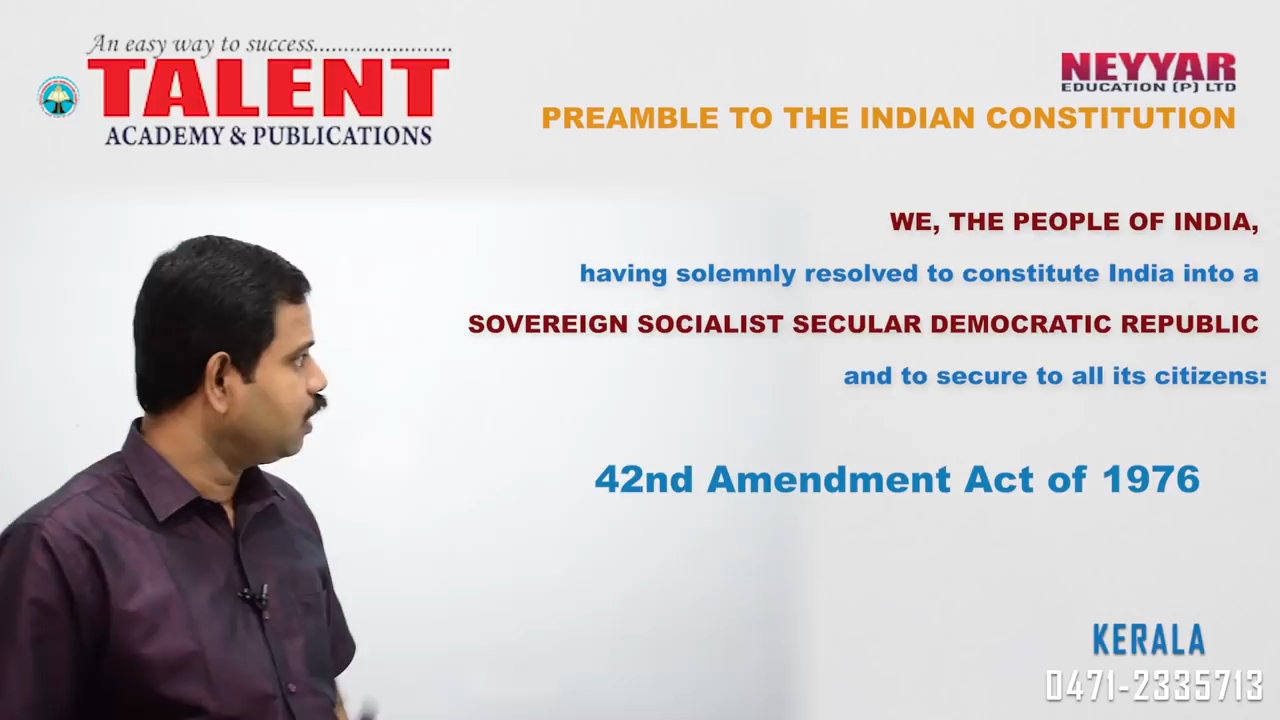 An easy way to success.......................
TALENT
ACADEMY & PUBLICATIONS
NEYYAR
EDUCATION (P) LTD
PREAMBLE TO THE INDIAN CONSTITUTION
WE, THE PEOPLE OF INDIA,
having solemnly resolved to constitute India into a
SOVEREIGN SOCIALIST SECULAR DEMOCRATIC REPUBLIC
and to secure to all its citizens:
42nd Amendment Act of 1976
KERALA
0471-2335713